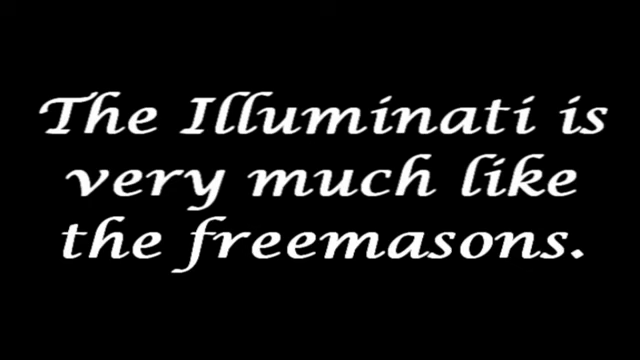 The Illuminati is
very much like
the freemasons.